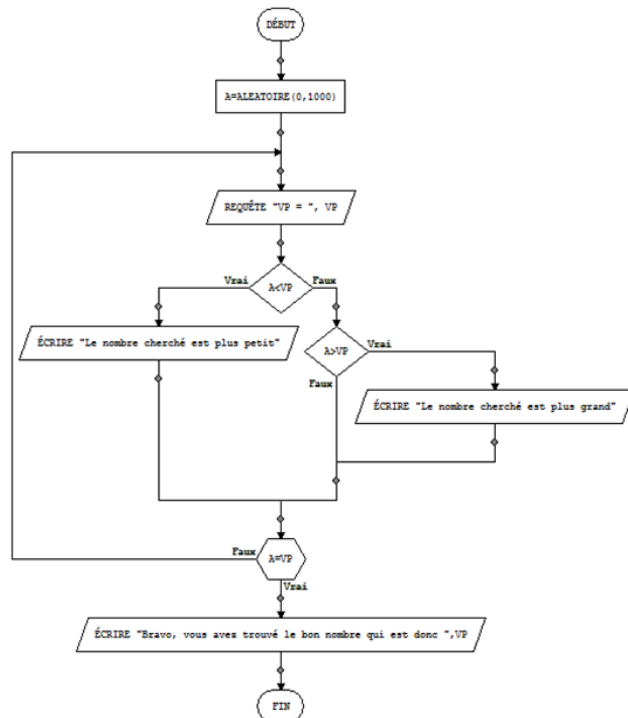 DÉBUT
A=ALEATOIRE(0,1000)
REQUÊTE "VP = ", VP
Vrai
A<VP
Faux
ÉCRIRE "Le nombre cherché est plus petit"
A>VP
Vrai
Faux
ÉCRIRE "Le nombre cherché est plus grand"
Faux
A=VP
Vrai
ÉCRIRE "Bravo, vous avez trouvé le bon nombre qui est donc ",VP
FIN